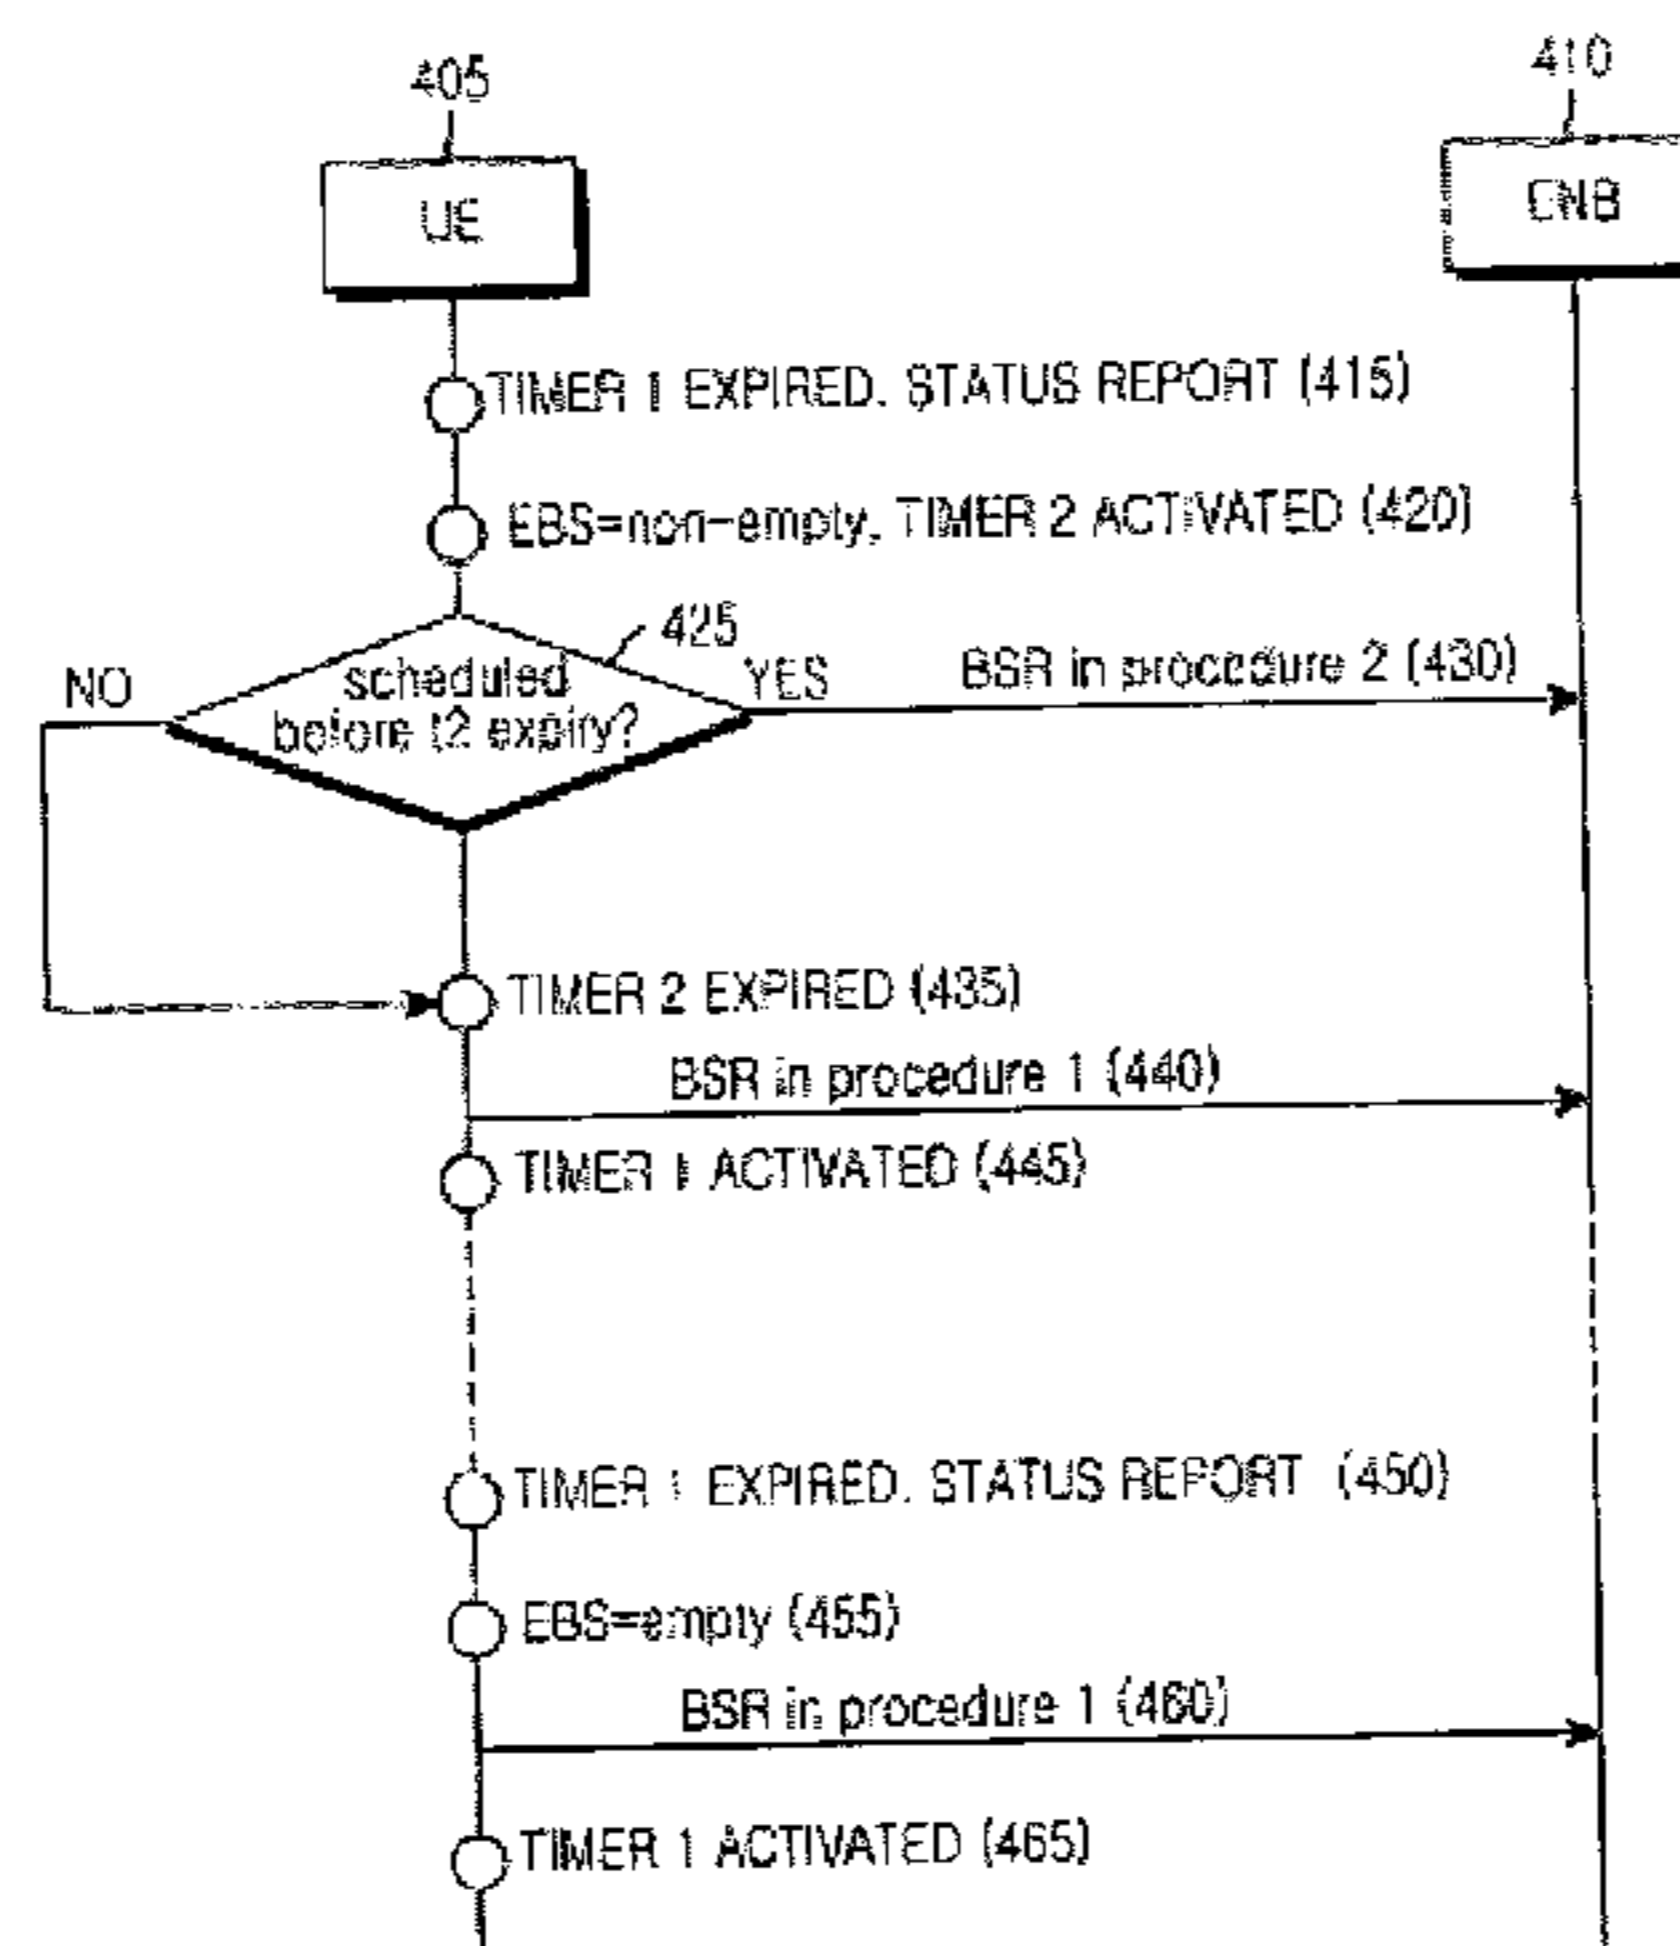 405
410
UE
ENB
TIMER 1 EXPIRED. STATUS REPORT (415)
EBS=non-empty, TIMER 2 ACTIVATED (420)
425
NO
scheduled
before t2 expiry?
YES
BSR in procedure 2 (430)
TIMER 2 EXPIRED (435)
BSR in procedure 1 (440)
TIMER 1 ACTIVATED (445)
TIMER 1 EXPIRED. STATUS REPORT (450)
EBS=empty (455)
BSR in procedure 1 (460)
TIMER 1 ACTIVATED (465)